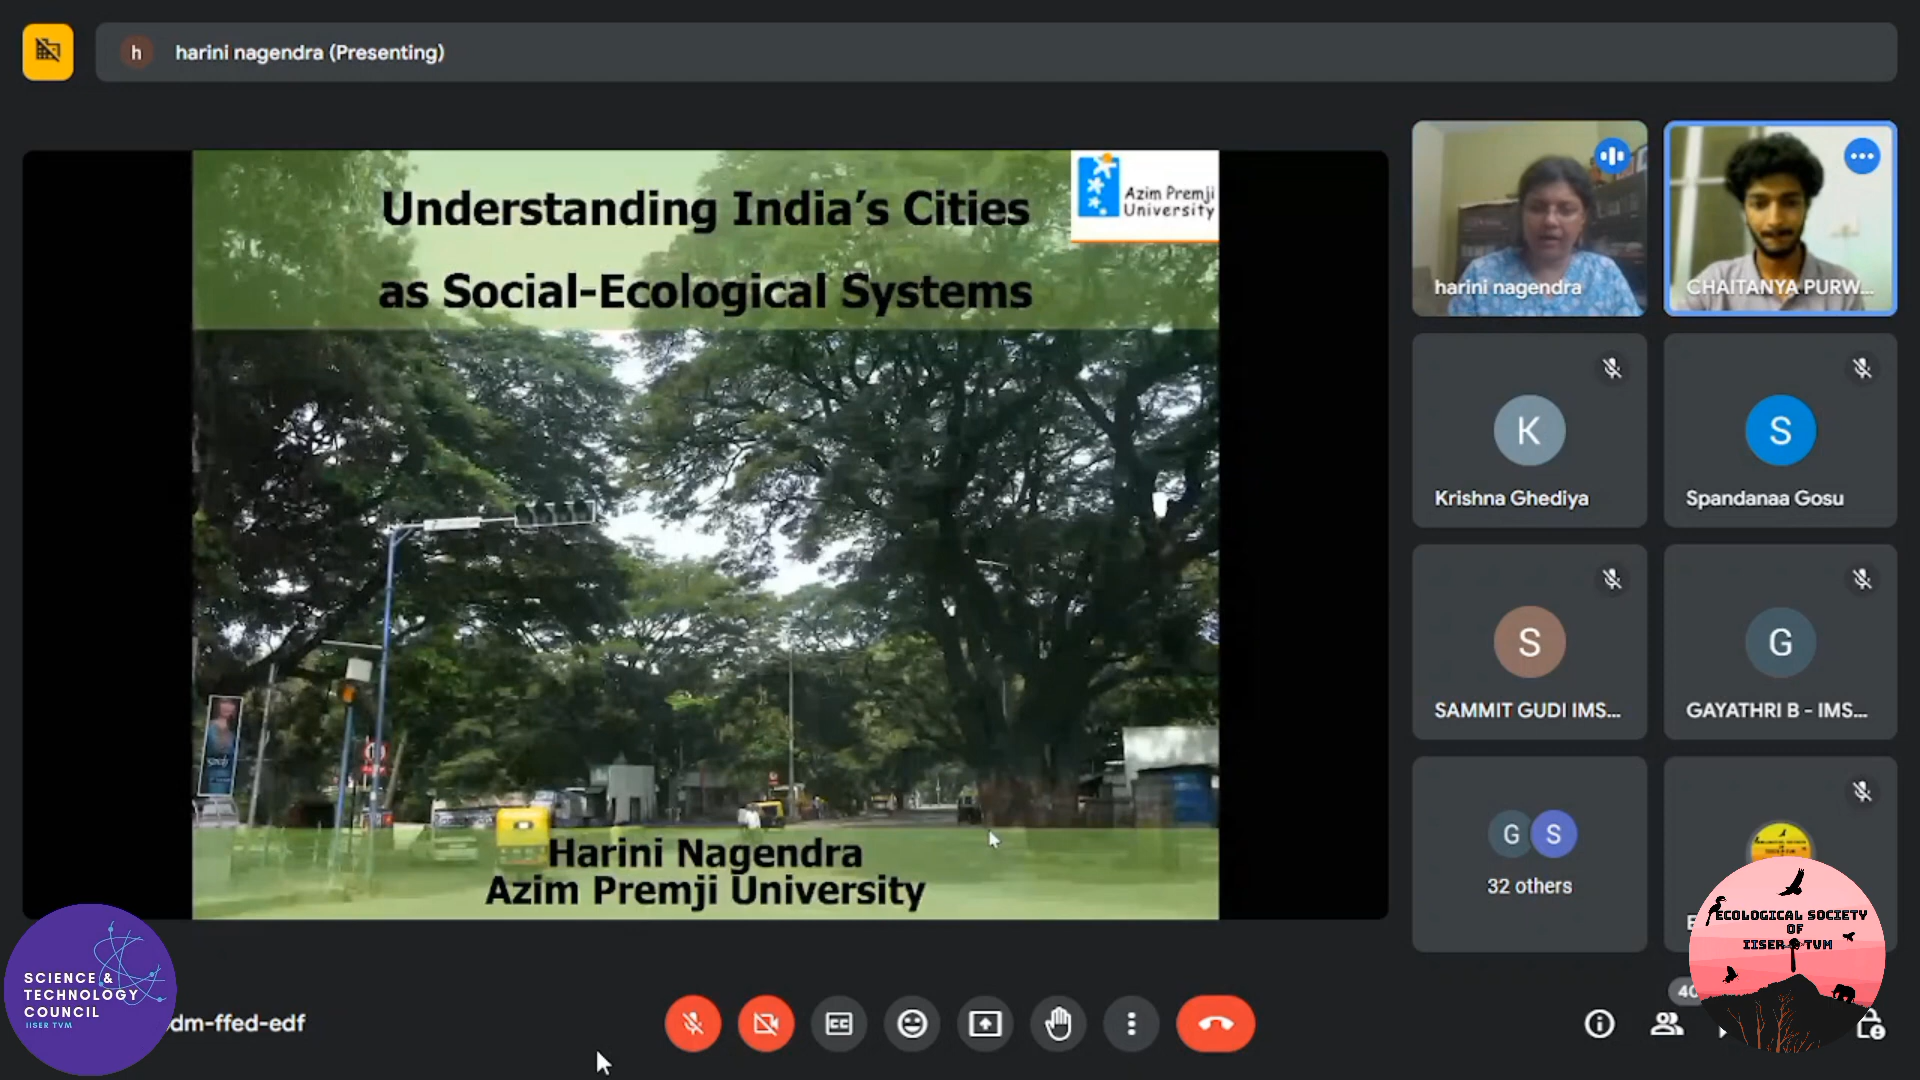 h harini nagendra (Presenting)
Understanding India's Cities
as Social-Ecological Systems
Azim Premji
University
Harini Nagendra
Azim Premji University
harini nagendra
CHAITANYA PURW...
K
Krishna Ghediya
S
Spandanaa Gosu
S
SAMMIT GUDI IMS...
G
GAYATHRI B - IMS...
G S
32 others
ECOLOGICAL SOCIETY
OF
IISER TVM
SCIENCE &
TECHNOLOGY
COUNCIL
IISER TVM
dm-ffed-edf
CC
40